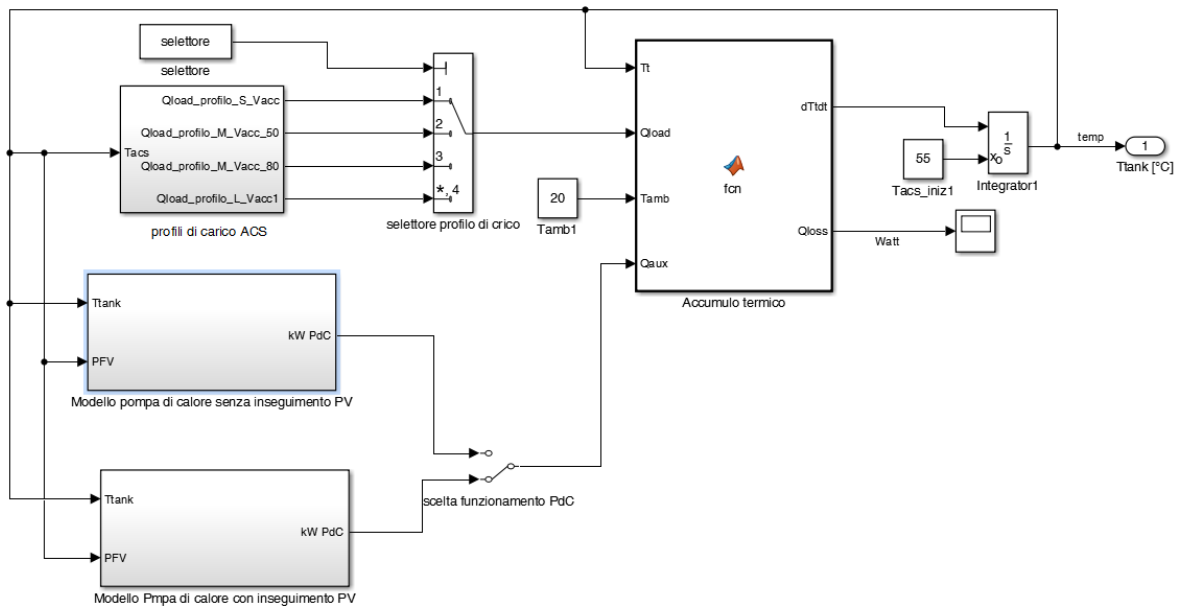 selettore
selettore
Tacs
Qload_profilo_S_Vacc
Qload_profilo_M_Vacc_50
Qload_profilo_M_Vacc_80
Qload_profilo_L_Vacc1
profili di carico ACS
1
2
3
*, 4
selettore profilo di crico
20
Tamb1
Tt
Qload
Tamb
Qaux
fcn
dTtdt
Qloss
Accumulo termico
Watt
55
Tacs_iniz1
1
s
xo
Integrator1
temp
1
Ttank [°C]
Ttank
PFV
kW PdC
Modello pompa di calore senza inseguimento PV
Ttank
PFV
kW PdC
Modello Pmpa di calore con inseguimento PV
scelta funzionamento PdC